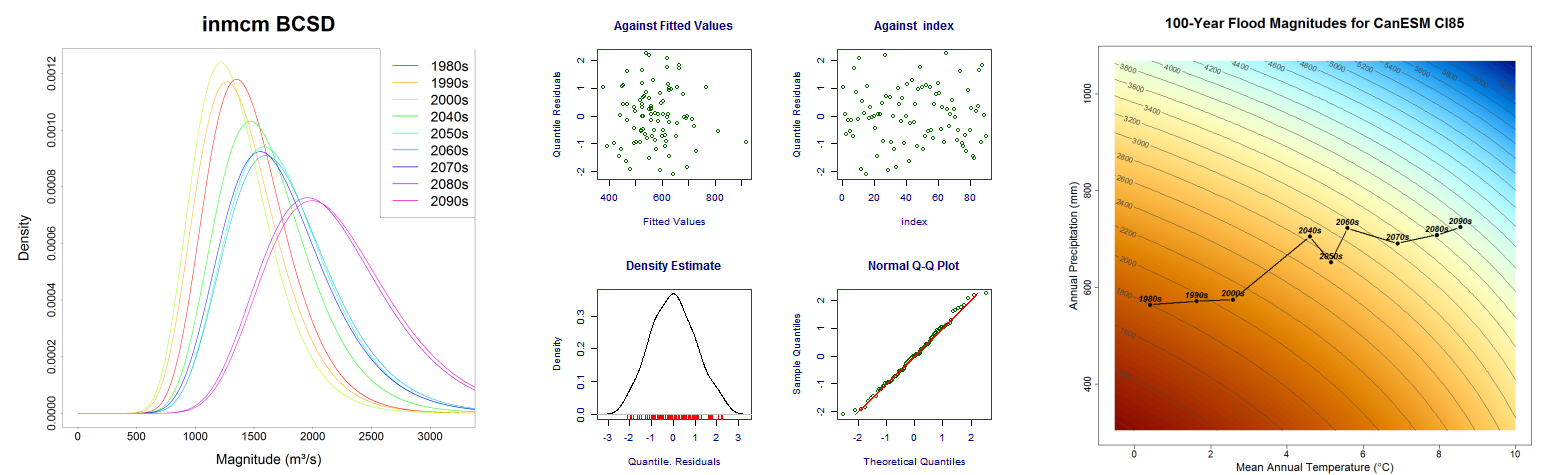 inmcm BCSD
Density
0.0000
0.0002
0.0004
0.0006
0.0008
0.0010
0.0012
1980s
1990s
2000s
2040s
2050s
2060s
2070s
2080s
2090s
0 500 1000 1500 2000 2500 3000
Magnitude (m³/s)
Against Fitted Values
Quantile Residuals
-2 -1 0 1 2
400 600 800
Fitted Values
Against index
Quantile Residuals
-2 -1 0 1 2
0 20 40 60 80
index
Density Estimate
Density
0.0 0.1 0.2 0.3
-3 -2 -1 0 1 2 3
Quantile. Residuals
Normal Q-Q Plot
Sample Quantiles
-2 -1 0 1 2
-2 -1 0 1 2
Theoretical Quantiles
100-Year Flood Magnitudes for CanESM CI85
Annual Precipitation (mm)
400 600 800 1000
3800 4000 4200 4400 4600 4800 5000 5200 5400
3600
3400
3200
3000
2800
2600
2400
2200
2000
1800
1600
1400
1980s
1990s
2000s
2040s
2050s
2060s
2070s
2080s
2090s
0 2 4 6 8 10
Mean Annual Temperature (°C)